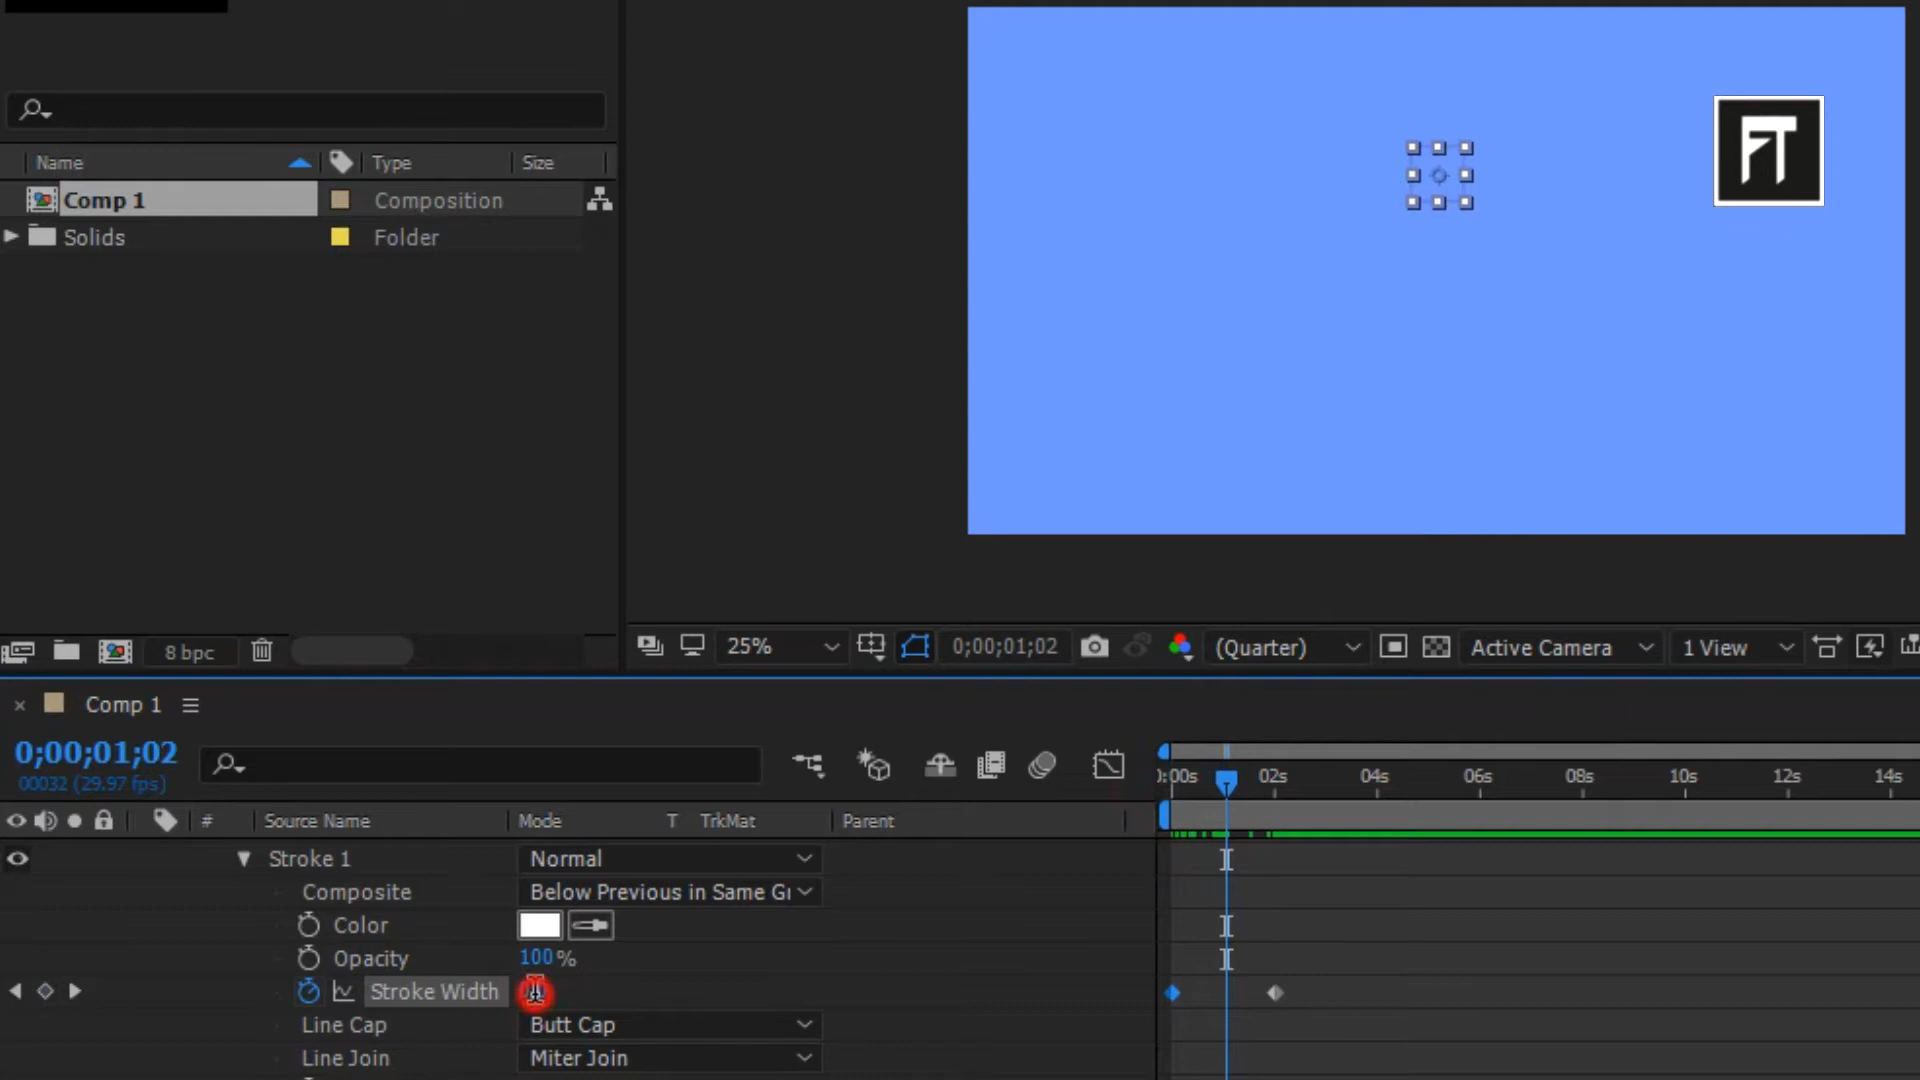 Name Type Size
Comp 1 Composition
Solids Folder
FT
8 bpc
25% 0;00;01;02 (Quarter) Active Camera 1 View
Comp 1
0;00;01;02
00032 (29.97 fps)
0:00s 02s 04s 06s 08s 10s 12s 14s
# Source Name Mode T TrkMat Parent
Stroke 1 Normal
Composite Below Previous in Same Gr
Color
Opacity 100 %
Stroke Width
Line Cap Butt Cap
Line Join Miter Join